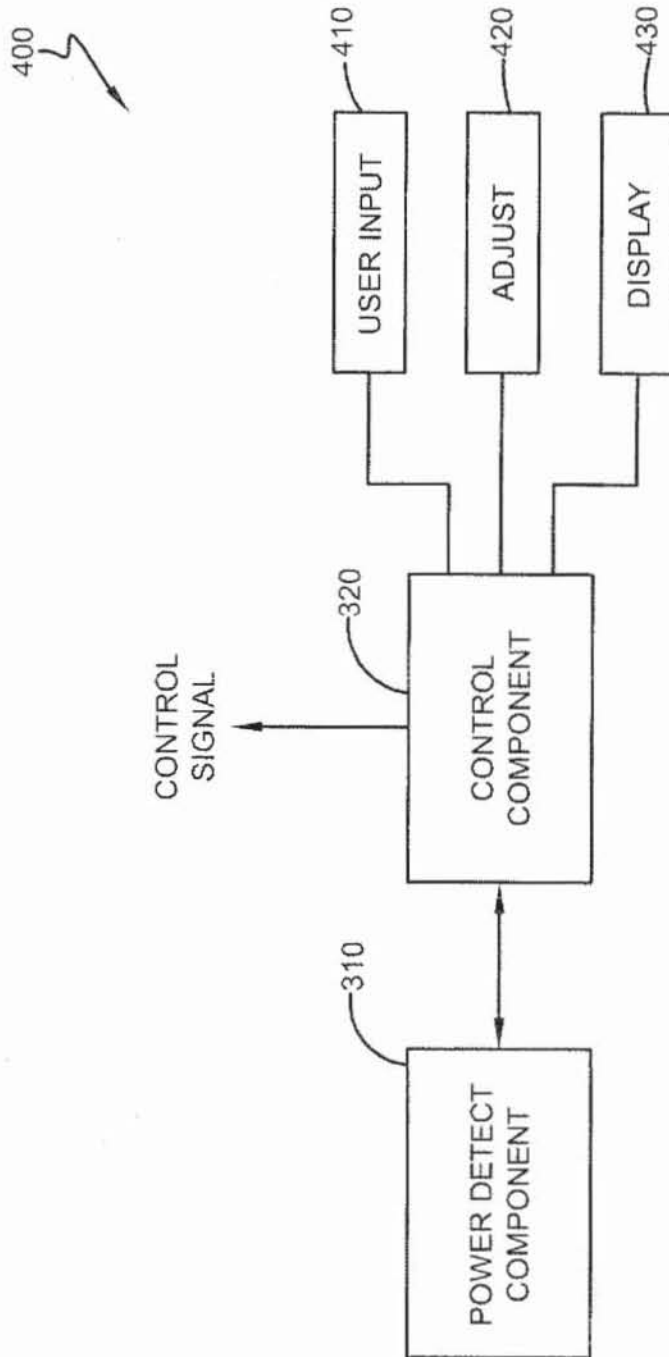 400
CONTROL
SIGNAL
310
POWER DETECT
COMPONENT
320
CONTROL
COMPONENT
410
USER INPUT
420
ADJUST
430
DISPLAY